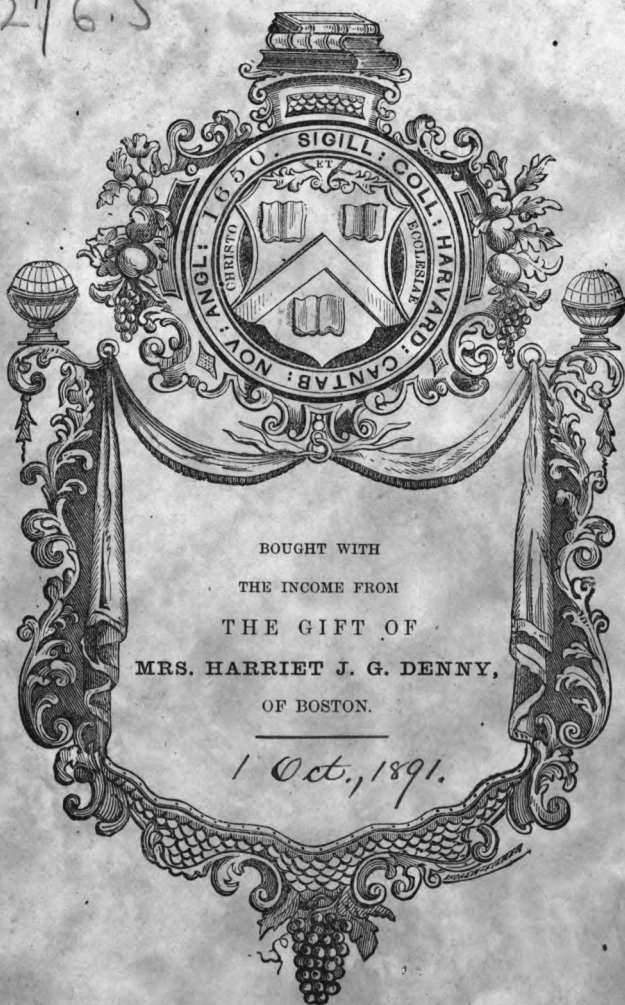 276.5
SIGILL: COLL: HARVARD: CANTAB: NOV: ANGL: 1650.
ET
CHRISTO
ECCLESIAE
BOUGHT WITH
THE INCOME FROM
THE GIFT OF
MRS. HARRIET J. G. DENNY,
OF BOSTON.
1 Oct., 1891.